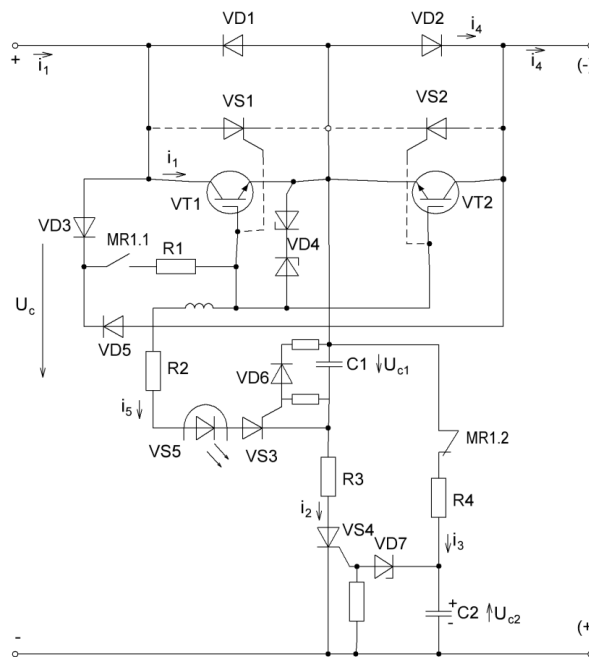 VD1
VD2
i4
+
i1
i4
(-)
VS1
VS2
i1
VT1
VT2
VD3
MR1.1
R1
VD4
Uc
VD5
R2
VD6
C1
Uc1
i5
MR1.2
VS5
VS3
R3
R4
i2
VS4
VD7
i3
+
-
C2
Uc2
-
(+)